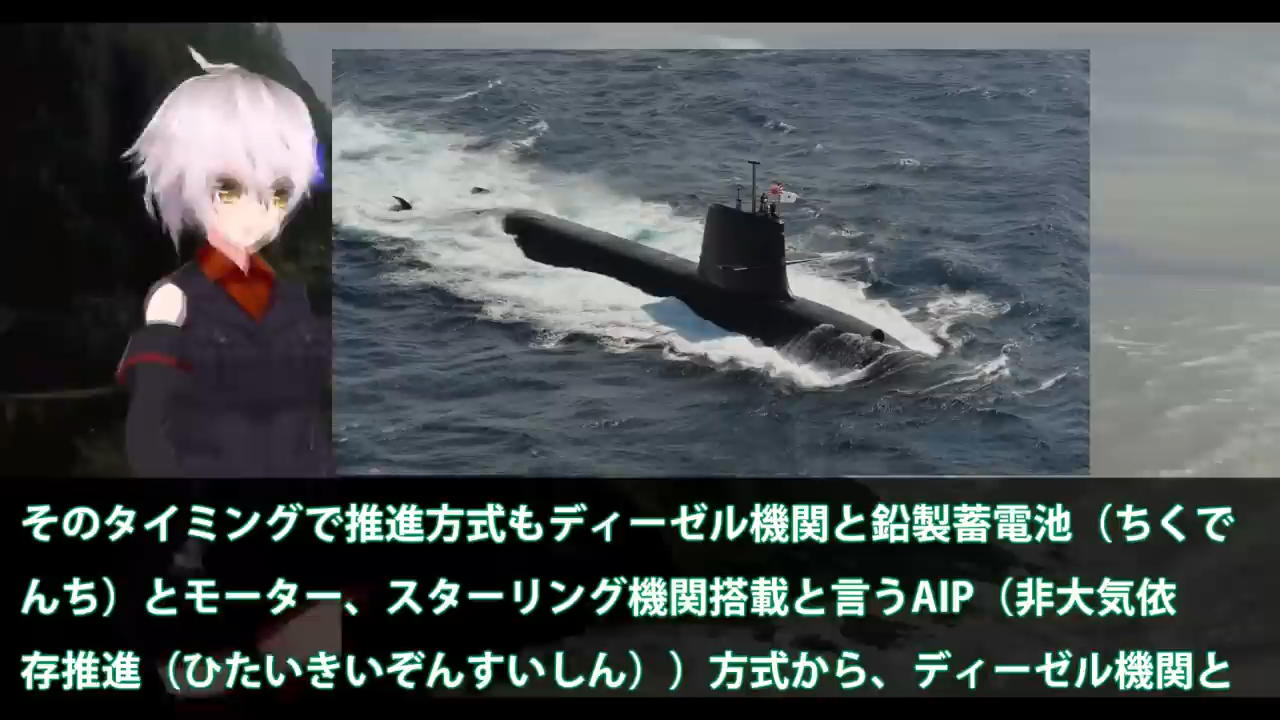 そのタイミングで推進方式もディーゼル機関と鉛製蓄電池（ちくで
んち）とモーター、スターリング機関搭載と言うAIP（非大気依
存推進（ひたいきいぞんすいしん））方式から、ディーゼル機関と